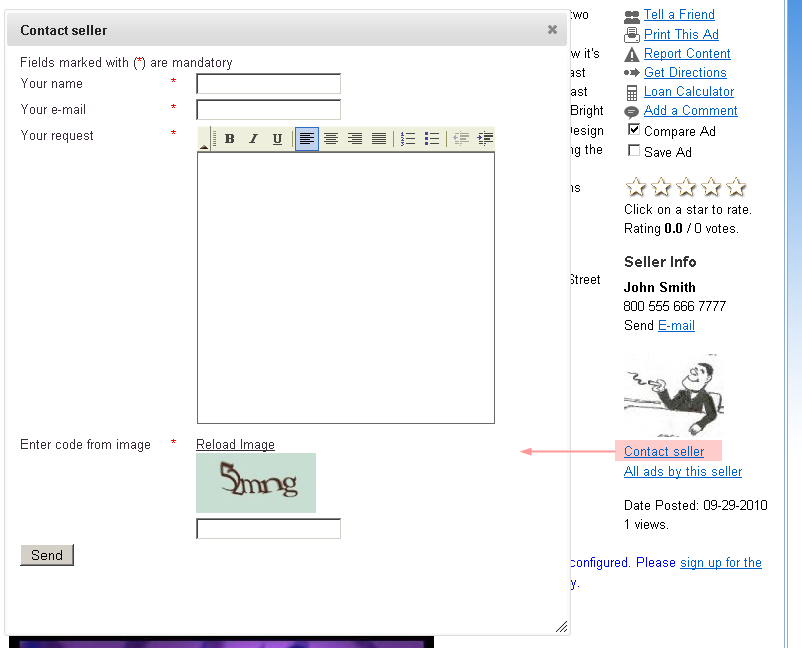 Contact seller
Fields marked with (*) are mandatory
Your name *
Your e-mail *
Your request *
B I U
Enter code from image * Reload Image
5mng
Send
two
w it's
ast
ast
Bright
Design
ng the
ns
Street
Tell a Friend
Print This Ad
Report Content
Get Directions
Loan Calculator
Add a Comment
Compare Ad
Save Ad
Click on a star to rate.
Rating 0.0 / 0 votes.
Seller Info
John Smith
800 555 666 7777
Send E-mail
Contact seller
All ads by this seller
Date Posted: 09-29-2010
1 views.
configured. Please sign up for the
y.